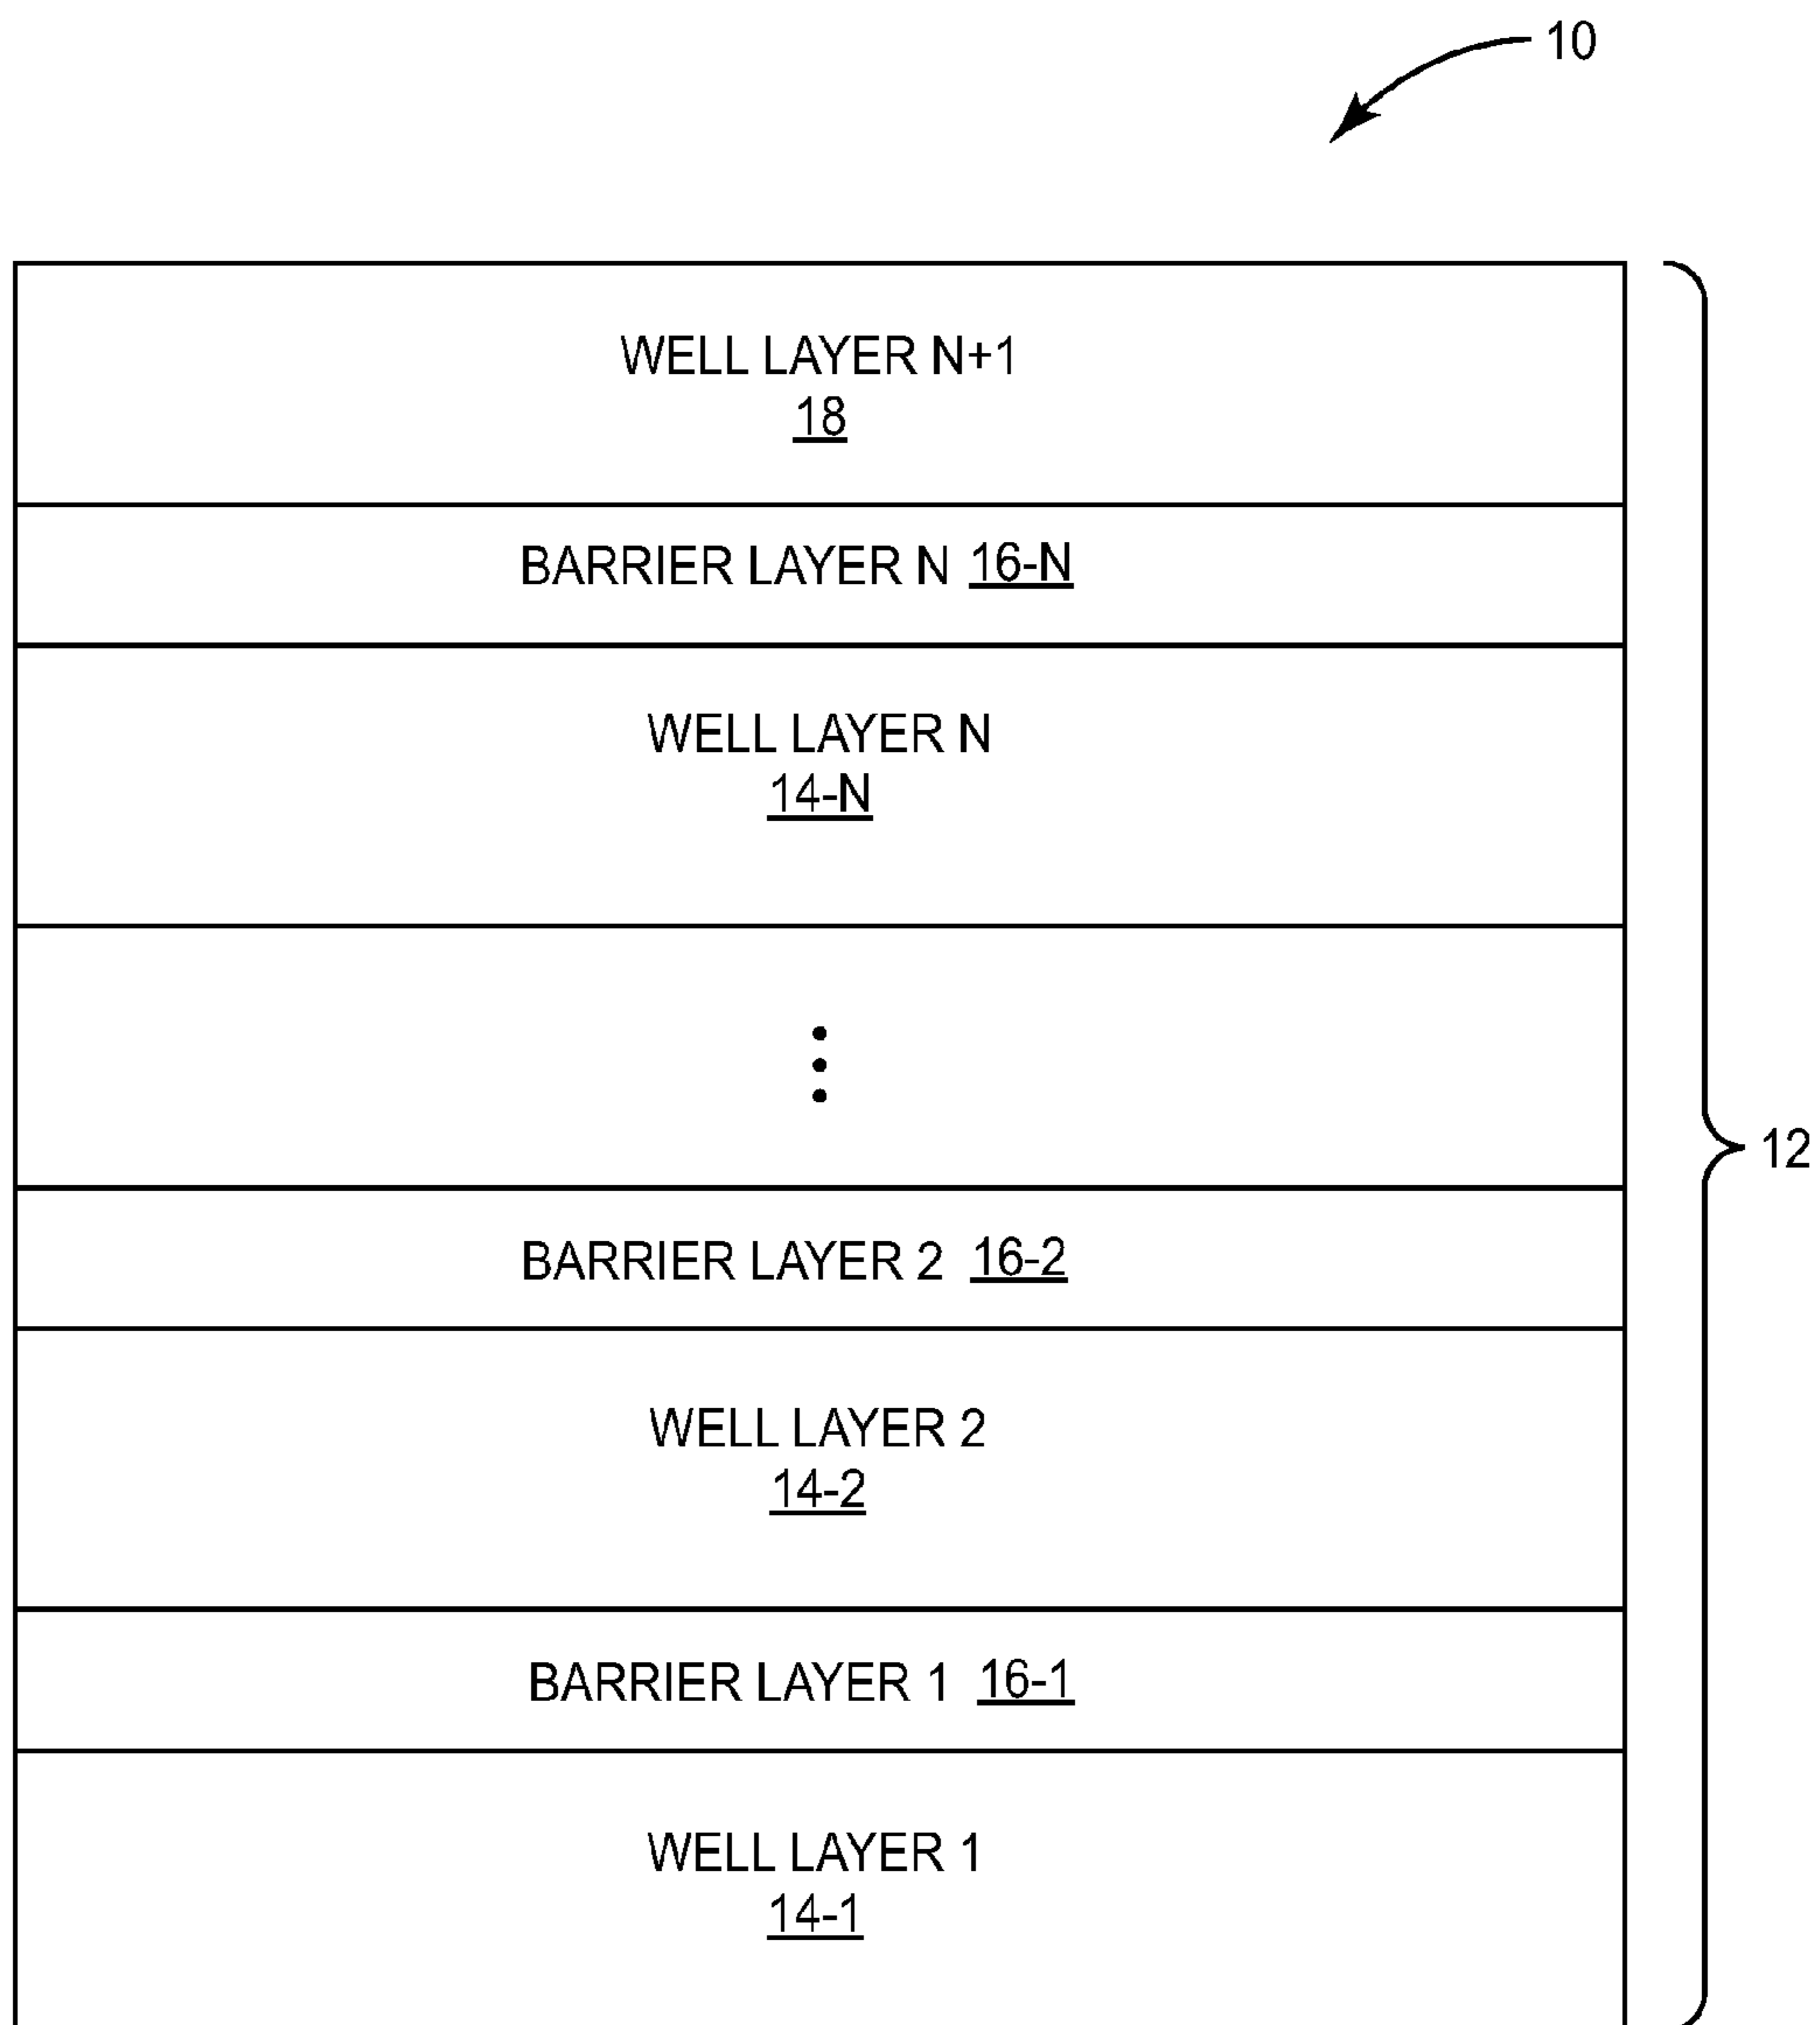 10
WELL LAYER N+1
18
BARRIER LAYER N 16-N
WELL LAYER N
14-N
12
BARRIER LAYER 2 16-2
WELL LAYER 2
14-2
BARRIER LAYER 1 16-1
WELL LAYER 1
14-1